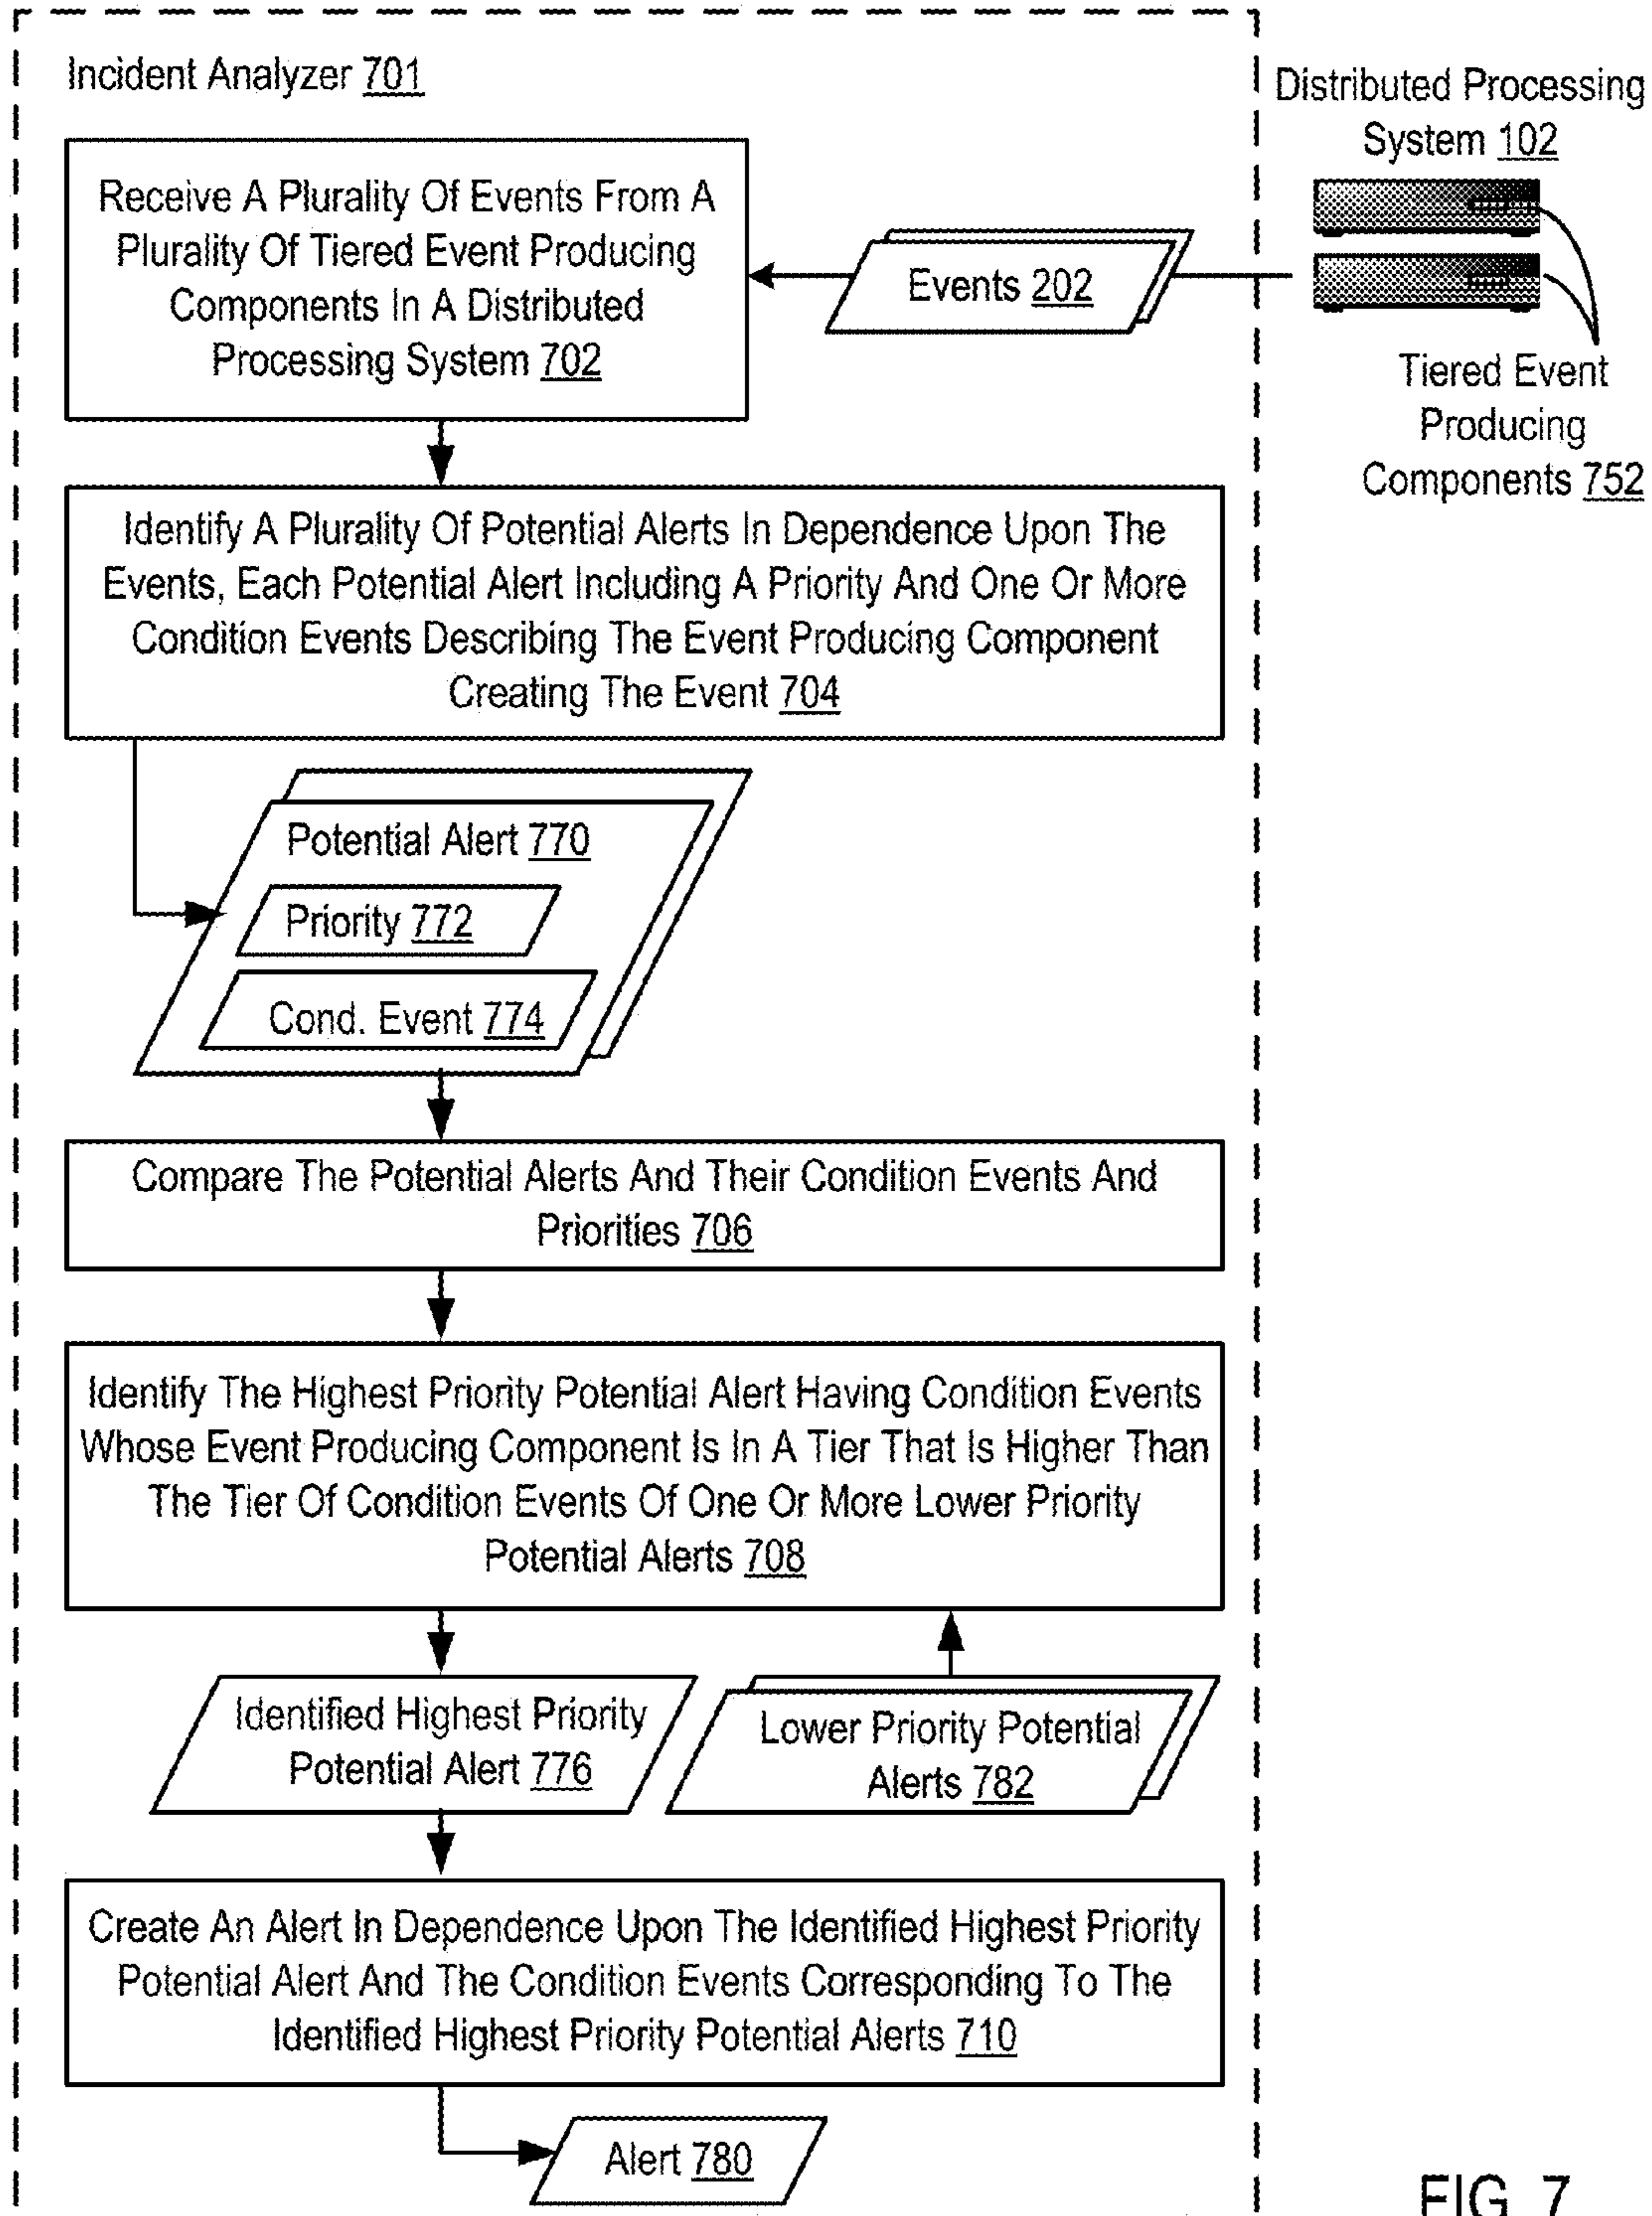 Incident Analyzer 701
Distributed Processing
System 102
Receive A Plurality Of Events From A
Plurality Of Tiered Event Producing
Components In A Distributed
Processing System 702
Events 202
Tiered Event
Producing
Components 752
Identify A Plurality Of Potential Alerts In Dependence Upon The
Events, Each Potential Alert Including A Priority And One Or More
Condition Events Describing The Event Producing Component
Creating The Event 704
Potential Alert 770
Priority 772
Cond. Event 774
Compare The Potential Alerts And Their Condition Events And
Priorities 706
Identify The Highest Priority Potential Alert Having Condition Events
Whose Event Producing Component Is In A Tier That Is Higher Than
The Tier Of Condition Events Of One Or More Lower Priority
Potential Alerts 708
Identified Highest Priority
Potential Alert 776
Lower Priority Potential
Alerts 782
Create An Alert In Dependence Upon The Identified Highest Priority
Potential Alert And The Condition Events Corresponding To The
Identified Highest Priority Potential Alerts 710
Alert 780
FIG. 7